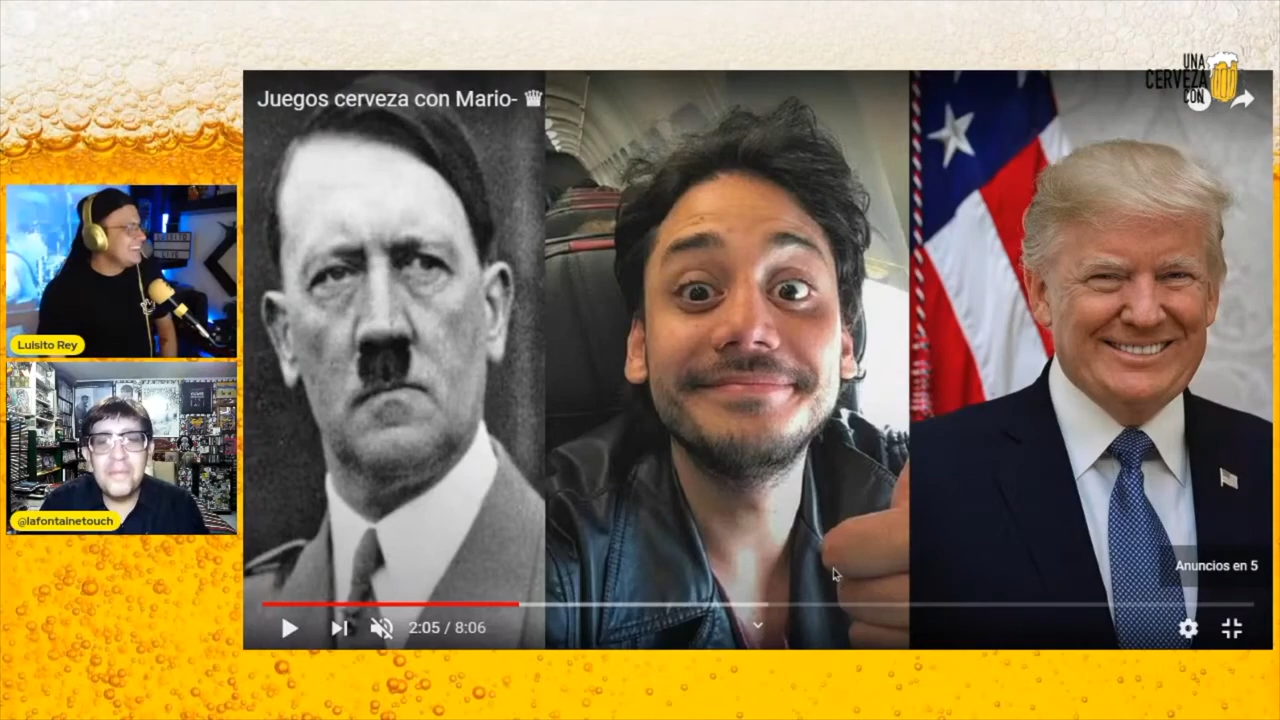 UNA
CERVEZA
CON
Juegos cerveza con Mario-
Luisito Rey
@lafontainetouch
Anuncios en 5
2:05 / 8:06